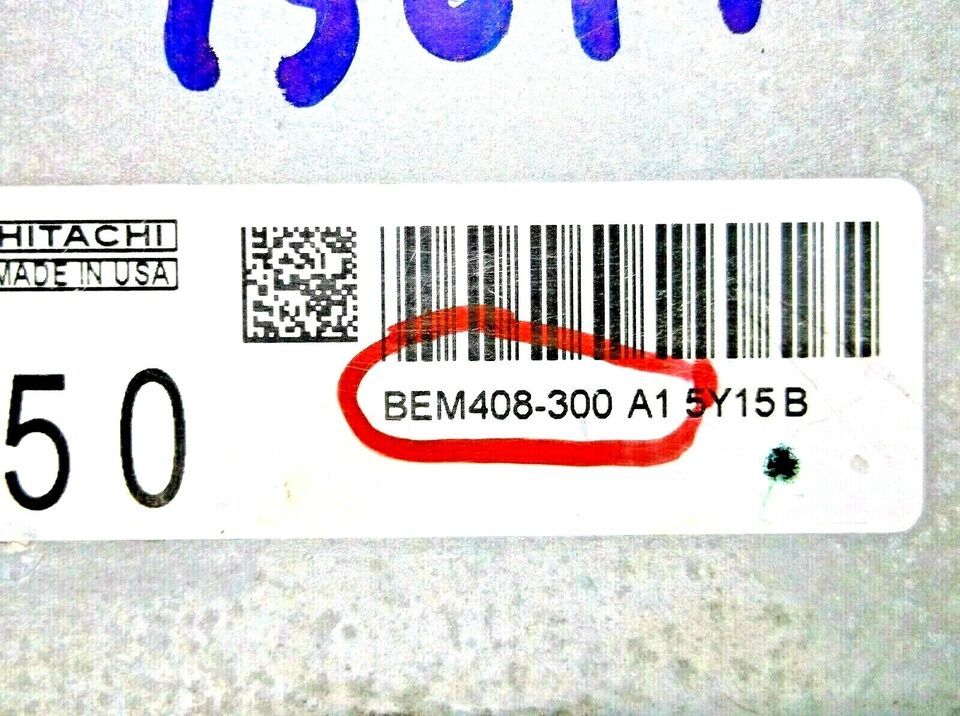 HITACHI
MADE IN USA
BEM408-300 A1 5Y15 B
50